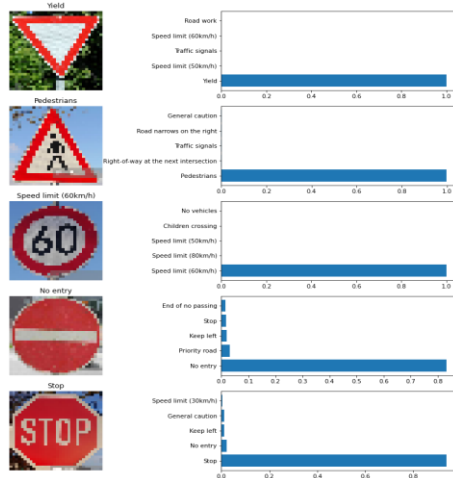 Yield
Road work
Speed limit (60km/h)
Traffic signals
Speed limit (50km/h)
Yield
0.0 0.2 0.4 0.6 0.8 1.0
Pedestrians
General caution
Road narrows on the right
Traffic signals
Right-of-way at the next intersection
Pedestrians
0.0 0.2 0.4 0.6 0.8 1.0
Speed limit (60km/h)
60
No vehicles
Children crossing
Speed limit (50km/h)
Speed limit (80km/h)
Speed limit (60km/h)
0.0 0.2 0.4 0.6 0.8 1.0
No entry
End of no passing
Stop
Keep left
Priority road
No entry
0.0 0.1 0.2 0.3 0.4 0.5 0.6 0.7 0.8
Stop
STOP
Speed limit (30km/h)
General caution
Keep left
No entry
Stop
0.0 0.2 0.4 0.6 0.8